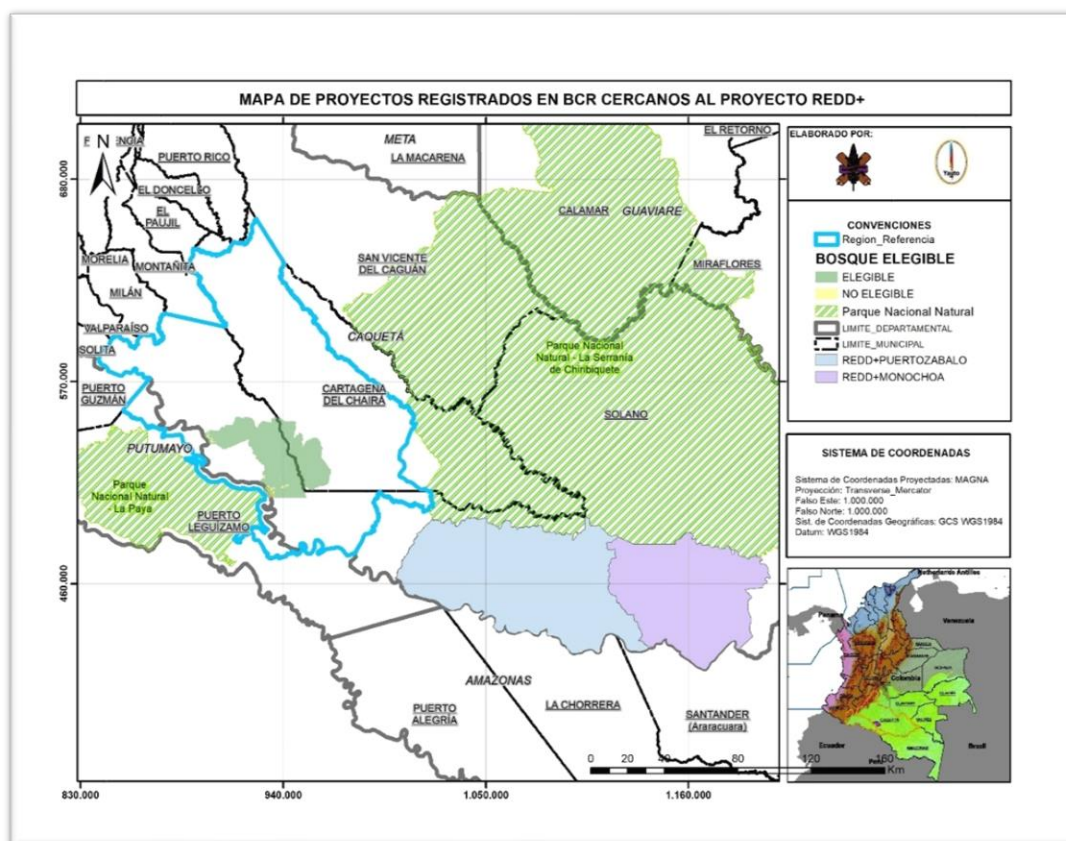 MAPA DE PROYECTOS REGISTRADOS EN BCR CERCANOS AL PROYECTO REDD+
N
META
LA MACARENA
EL RETORNO
PUERTO RICO
EL DONCELLO
EL
PAUJIL
MORELIA
MONTAÑITA
MILÁN
VALPARAÍSO
SOLITA
PUERTO
GUZMÁN
SAN VICENTE
DEL CAGUÁN
CALAMAR
GUAVIARE
MIRAFLORES
CAQUETÁ
Parque Nacional
Natural - La Serranía
de Chiribiquete
CARTAGENA
DEL CHAIRÁ
SOLANO
PUTUMAYO
Parque
Nacional Natural
- La Paya
PUERTO
LEGUÍZAMO
AMAZONAS
PUERTO
ALEGRÍA
LA CHORRERA
SANTANDER
(Araracuara)
680.000
570.000
460.000
830.000
940.000
1.050.000
1.160.000
0 10 20 40 60 80 120 160
Km
ELABORADO POR:
CONVENCIONES
Region_Referencia
BOSQUE ELEGIBLE
ELEGIBLE
NO ELEGIBLE
Parque Nacional Natural
LIMITE_DEPARTAMENTAL
LIMITE_MUNICIPAL
REDD+PUERTOZABALO
REDD+MONOCHOA
SISTEMA DE COORDENADAS
Sistema de Coordenadas Proyectadas: MAGNA
Proyección: Transverse_Mercator
Falso Este: 1.000.000
Falso Norte: 1.000.000
Sist. de Coordenadas Geográficas: GCS WGS1984
Datum: WGS1984
Netherlands Antilles
Panama
Venezuela
Colombia
Ecuador
Perú
Brasil